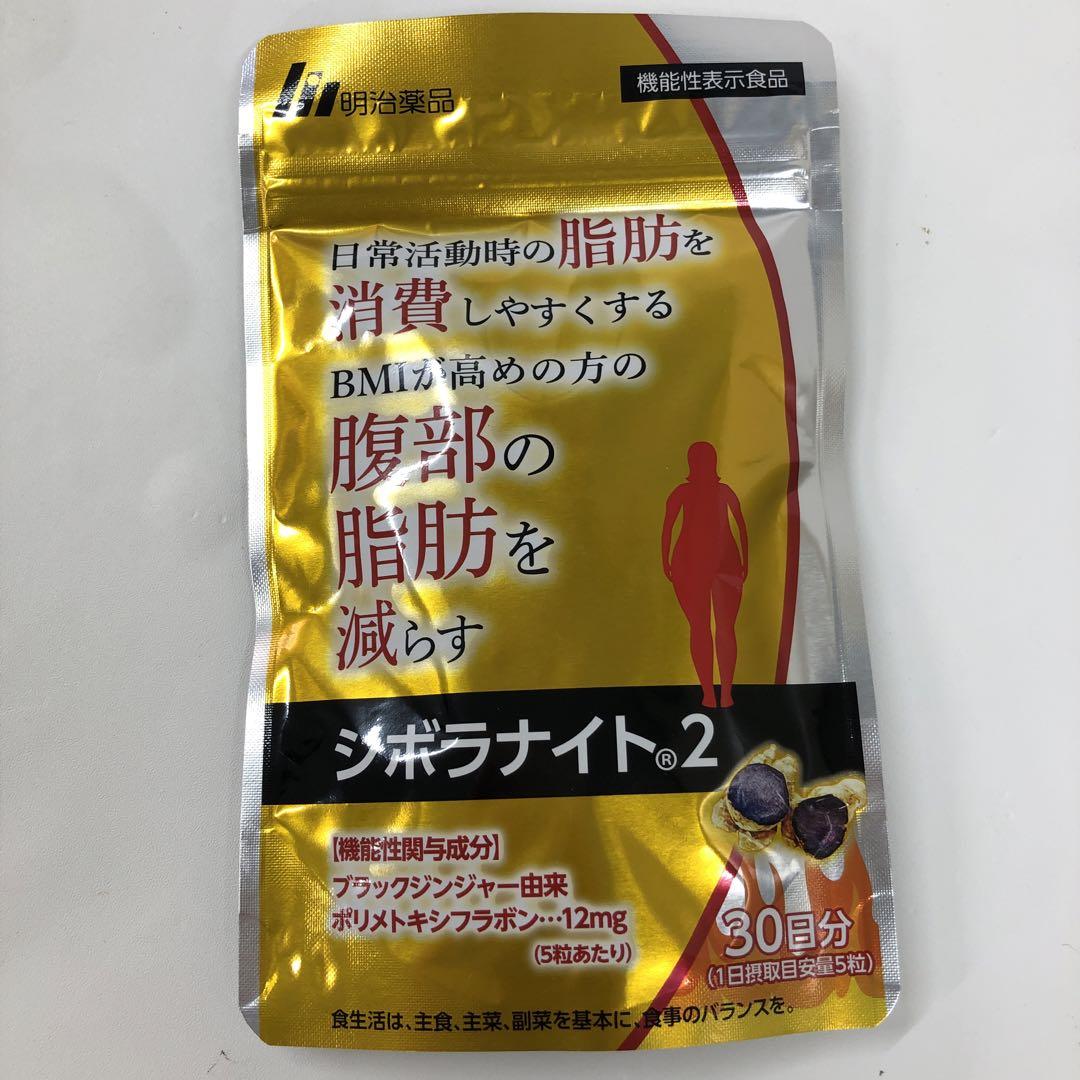 明治薬品
機能性表示食品
日常活動時の脂肪を
消費しやすくする
BMIが高めの方の
腹部の
脂肪を
減らす
シボラナイト®2
【機能性関与成分】
ブラックジンジャー由来
ポリメトキシフラボン…12mg
(5粒あたり)
30日分
(1日摂取目安量5粒)
食生活は、主食、主菜、副菜を基本に、食事のバランスを。